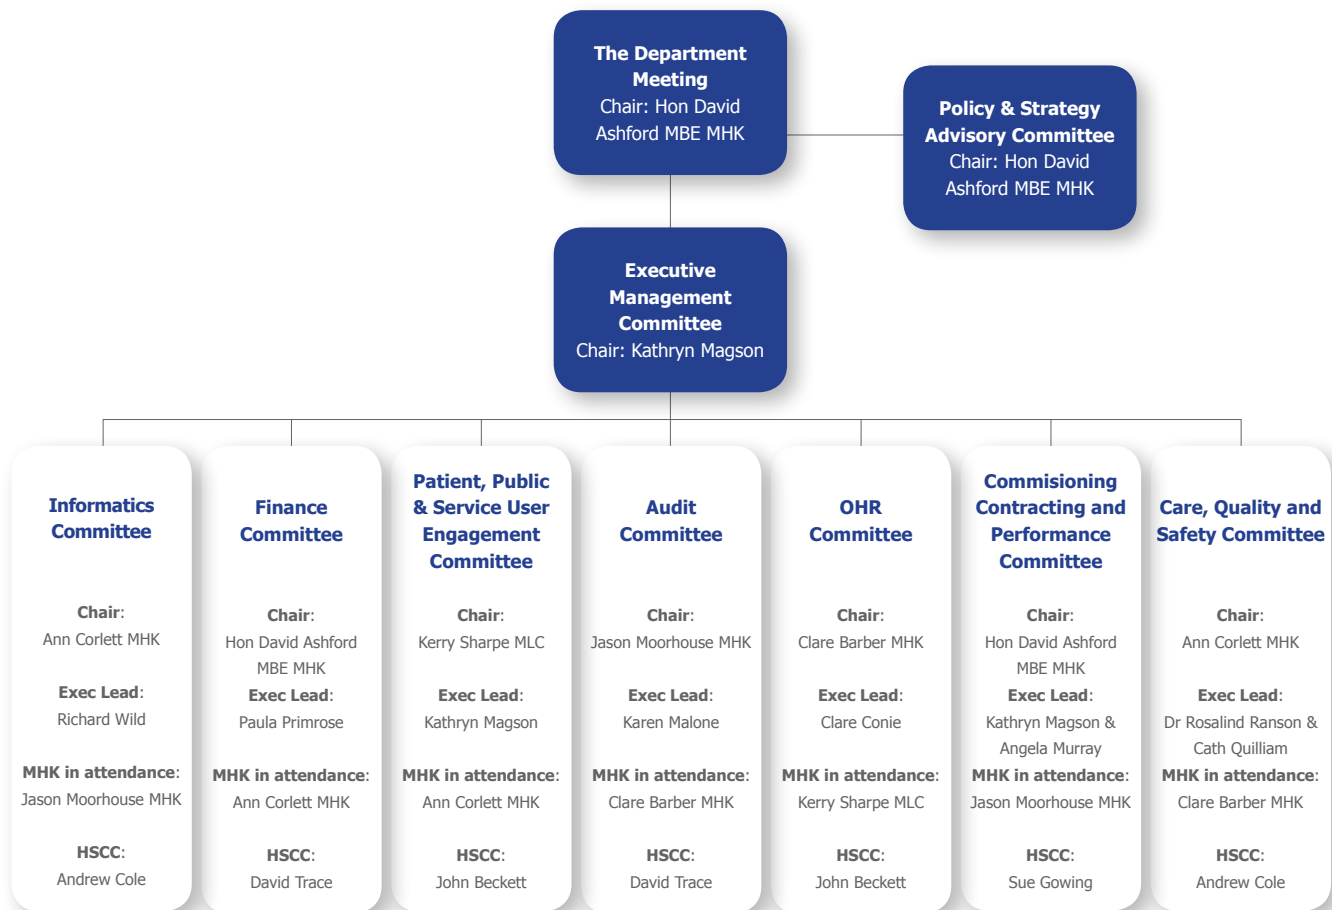 The Department
Meeting
Chair: Hon David
Ashford MBE MHK
Policy & Strategy
Advisory Committee
Chair: Hon David
Ashford MBE MHK
Executive
Management
Committee
Chair: Kathryn Magson
Informatics
Committee
Chair:
Ann Corlett MHK
Exec Lead:
Richard Wild
MHK in attendance:
Jason Moorhouse MHK
HSCC:
Andrew Cole
Finance
Committee
Chair:
Hon David Ashford
MBE MHK
Exec Lead:
Paula Primrose
MHK in attendance:
Ann Corlett MHK
HSCC:
David Trace
Patient, Public
& Service User
Engagement
Committee
Chair:
Kerry Sharpe MLC
Exec Lead:
Kathryn Magson
MHK in attendance:
Ann Corlett MHK
HSCC:
John Beckett
Audit
Committee
Chair:
Jason Moorhouse MHK
Exec Lead:
Karen Malone
MHK in attendance:
Clare Barber MHK
HSCC:
David Trace
OHR
Committee
Chair:
Clare Barber MHK
Exec Lead:
Clare Conie
MHK in attendance:
Kerry Sharpe MLC
HSCC:
John Beckett
Commisioning
Contracting and
Performance
Committee
Chair:
Hon David Ashford
MBE MHK
Exec Lead:
Kathryn Magson &
Angela Murray
MHK in attendance:
Jason Moorhouse MHK
HSCC:
Sue Gowing
Care, Quality and
Safety Committee
Chair:
Ann Corlett MHK
Exec Lead:
Dr Rosalind Ranson &
Cath Quilliam
MHK in attendance:
Clare Barber MHK
HSCC:
Andrew Cole